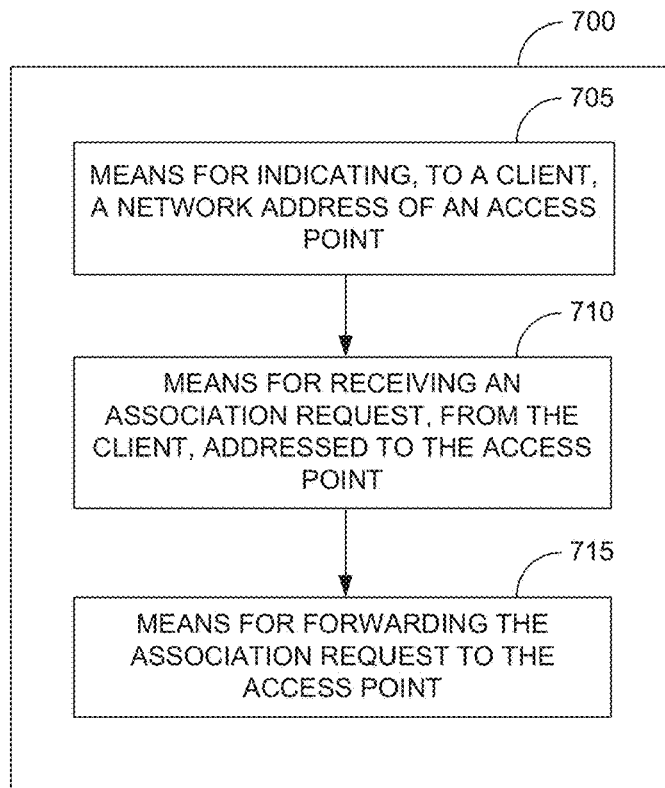 700
705
MEANS FOR INDICATING, TO A CLIENT,
A NETWORK ADDRESS OF AN ACCESS
POINT
710
MEANS FOR RECEIVING AN
ASSOCIATION REQUEST, FROM THE
CLIENT, ADDRESSED TO THE ACCESS
POINT
715
MEANS FOR FORWARDING THE
ASSOCIATION REQUEST TO THE
ACCESS POINT